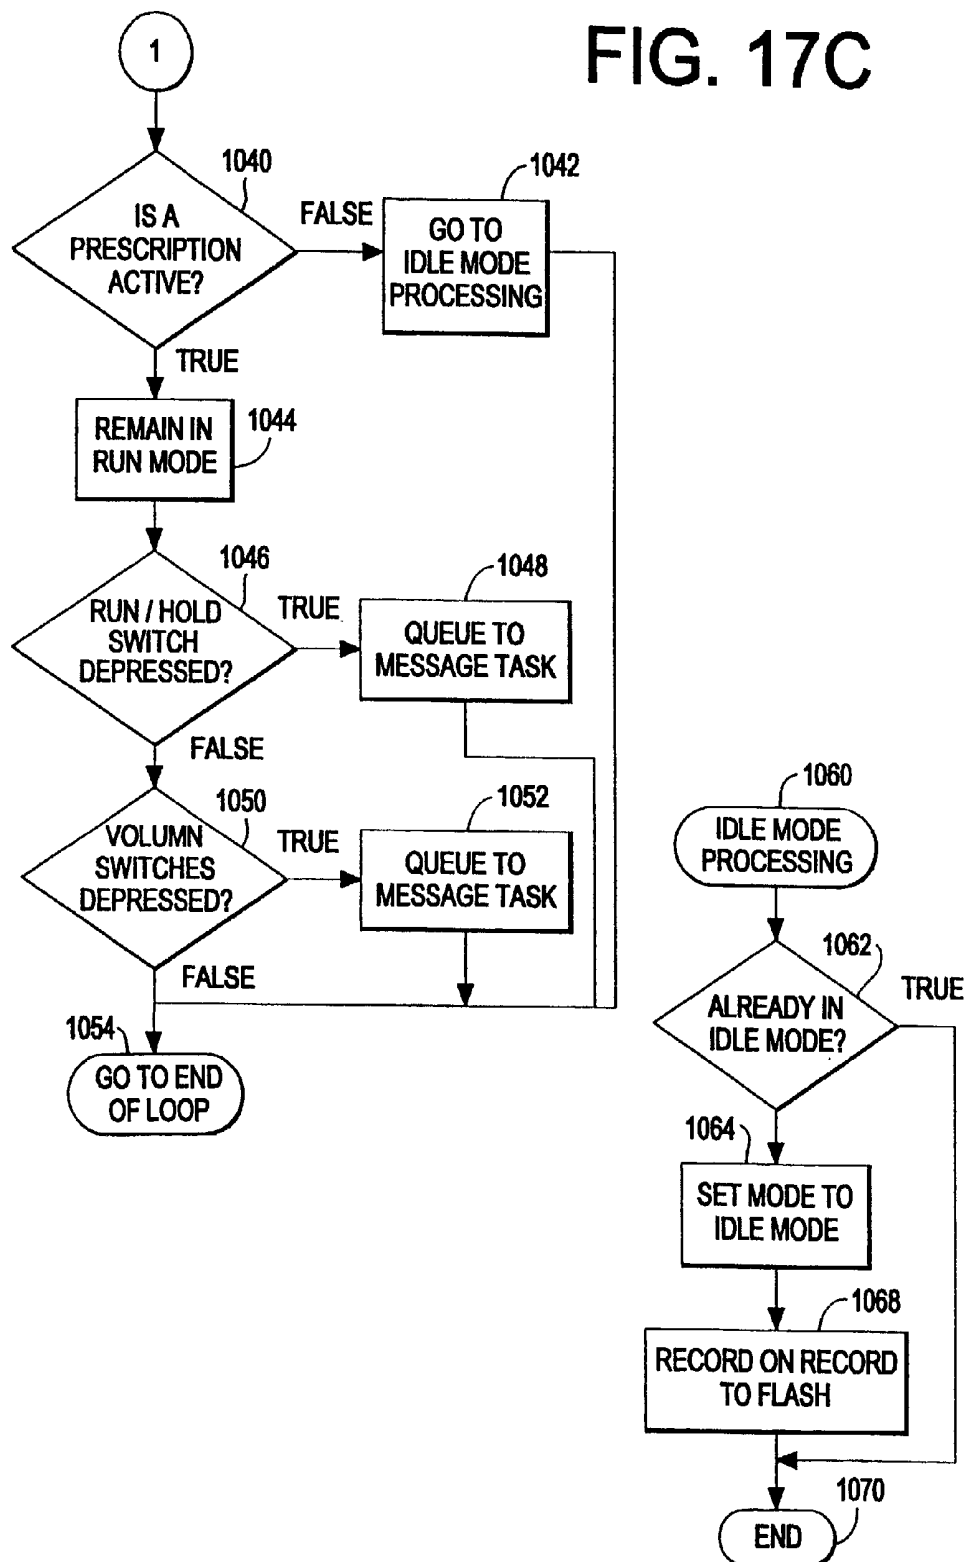 FIG. 17C
1
1040
IS A
PRESCRIPTION
ACTIVE?
FALSE
1042
GO TO
IDLE MODE
PROCESSING
TRUE
REMAIN IN
RUN MODE
1044
1046
RUN / HOLD
SWITCH
DEPRESSED?
TRUE
1048
QUEUE TO
MESSAGE TASK
FALSE
1050
VOLUMN
SWITCHES
DEPRESSED?
TRUE
1052
QUEUE TO
MESSAGE TASK
FALSE
1054
GO TO END
OF LOOP
1060
IDLE MODE
PROCESSING
1062
ALREADY IN
IDLE MODE?
TRUE
1064
SET MODE TO
IDLE MODE
1068
RECORD ON RECORD
TO FLASH
1070
END